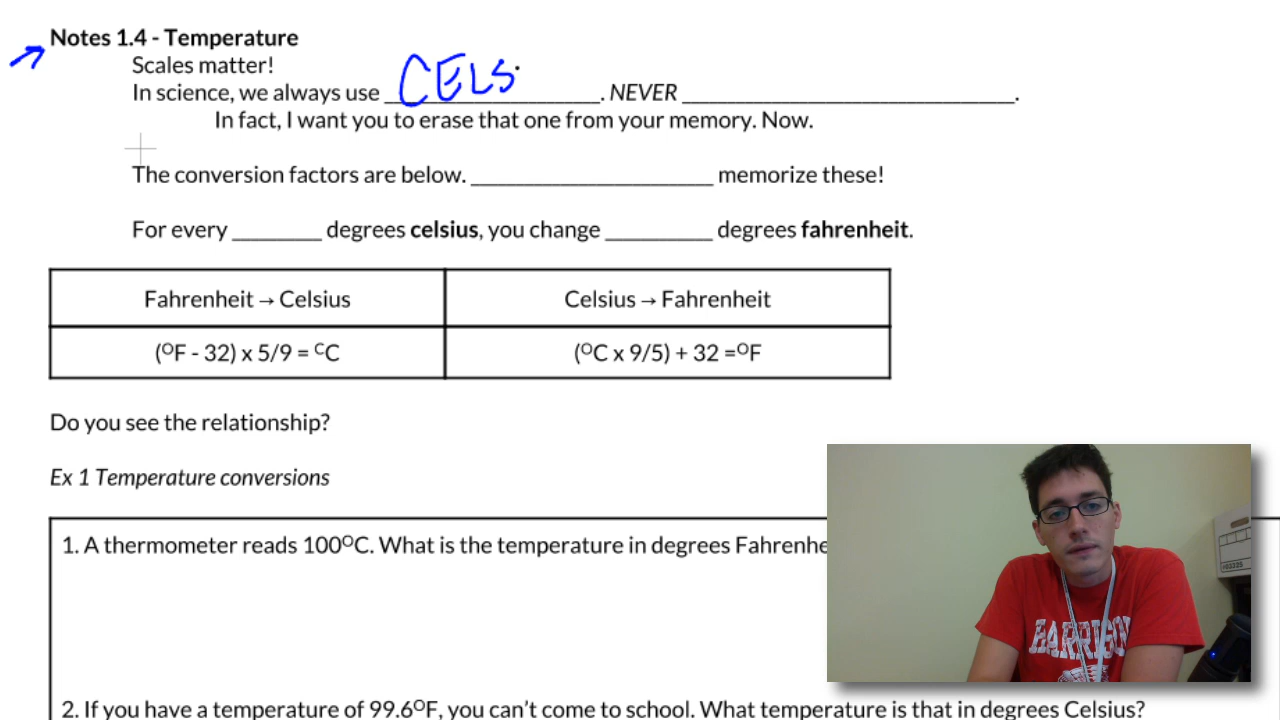 Notes 1.4 - Temperature
Scales matter!
In science, we always use CELS. NEVER ____________________.
In fact, I want you to erase that one from your memory. Now.
The conversion factors are below. ____________________ memorize these!
For every ________ degrees celsius, you change _________ degrees fahrenheit.
Fahrenheit → Celsius
Celsius → Fahrenheit
(ᴼF - 32) x 5/9 = ᶜC
(ᴼC x 9/5) + 32 =ᴼF
Do you see the relationship?
Ex 1 Temperature conversions
1. A thermometer reads 100ᴼC. What is the temperature in degrees Fahrenhe
HARRISON
2. If you have a temperature of 99.6ᴼF, you can't come to school. What temperature is that in degrees Celsius?